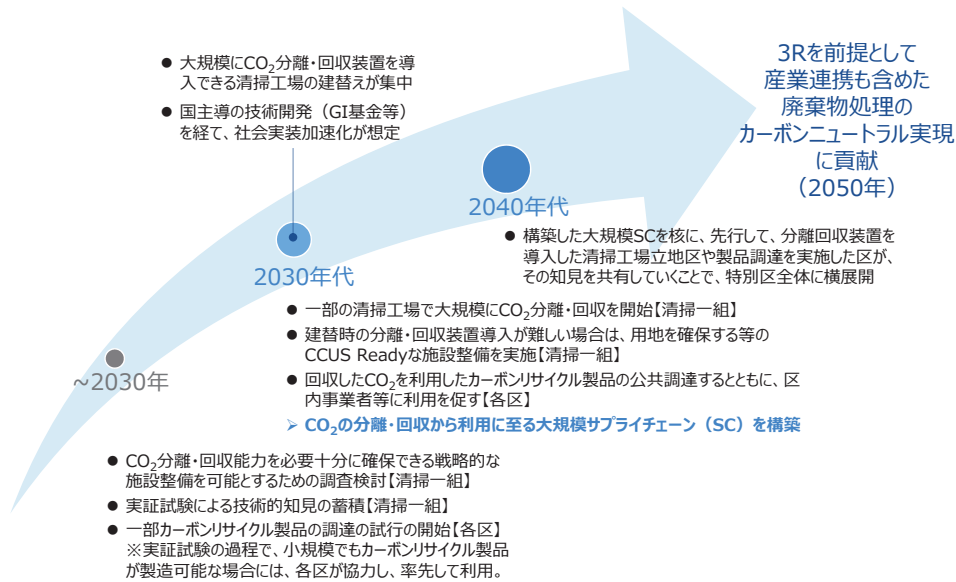 ● 大規模にCO₂分離・回収装置を導
入できる清掃工場の建替えが集中
● 国主導の技術開発（GI基金等）
を経て、社会実装加速化が想定
3Rを前提として
産業連携も含めた
廃棄物処理の
カーボンニュートラル実現
に貢献
（2050年）
2040年代
● 構築した大規模SCを核に、先行して、分離回収装置を
導入した清掃工場立地区や製品調達を実施した区が、
その知見を共有していくことで、特別区全体に横展開
2030年代
● 一部の清掃工場で大規模にCO₂分離・回収を開始【清掃一組】
● 建替時の分離・回収装置導入が難しい場合は、用地を確保する等の
CCUS Readyな施設整備を実施【清掃一組】
● 回収したCO₂を利用したカーボンリサイクル製品の公共調達するとともに、区
内事業者等に利用を促す【各区】
➢ CO₂の分離・回収から利用に至る大規模サプライチェーン（SC）を構築
~2030年
● CO₂分離・回収能力を必要十分に確保できる戦略的な
施設整備を可能とするための調査検討【清掃一組】
● 実証試験による技術的知見の蓄積【清掃一組】
● 一部カーボンリサイクル製品の調達の試行の開始【各区】
※実証試験の過程で、小規模でもカーボンリサイクル製品
が製造可能な場合には、各区が協力し、率先して利用。